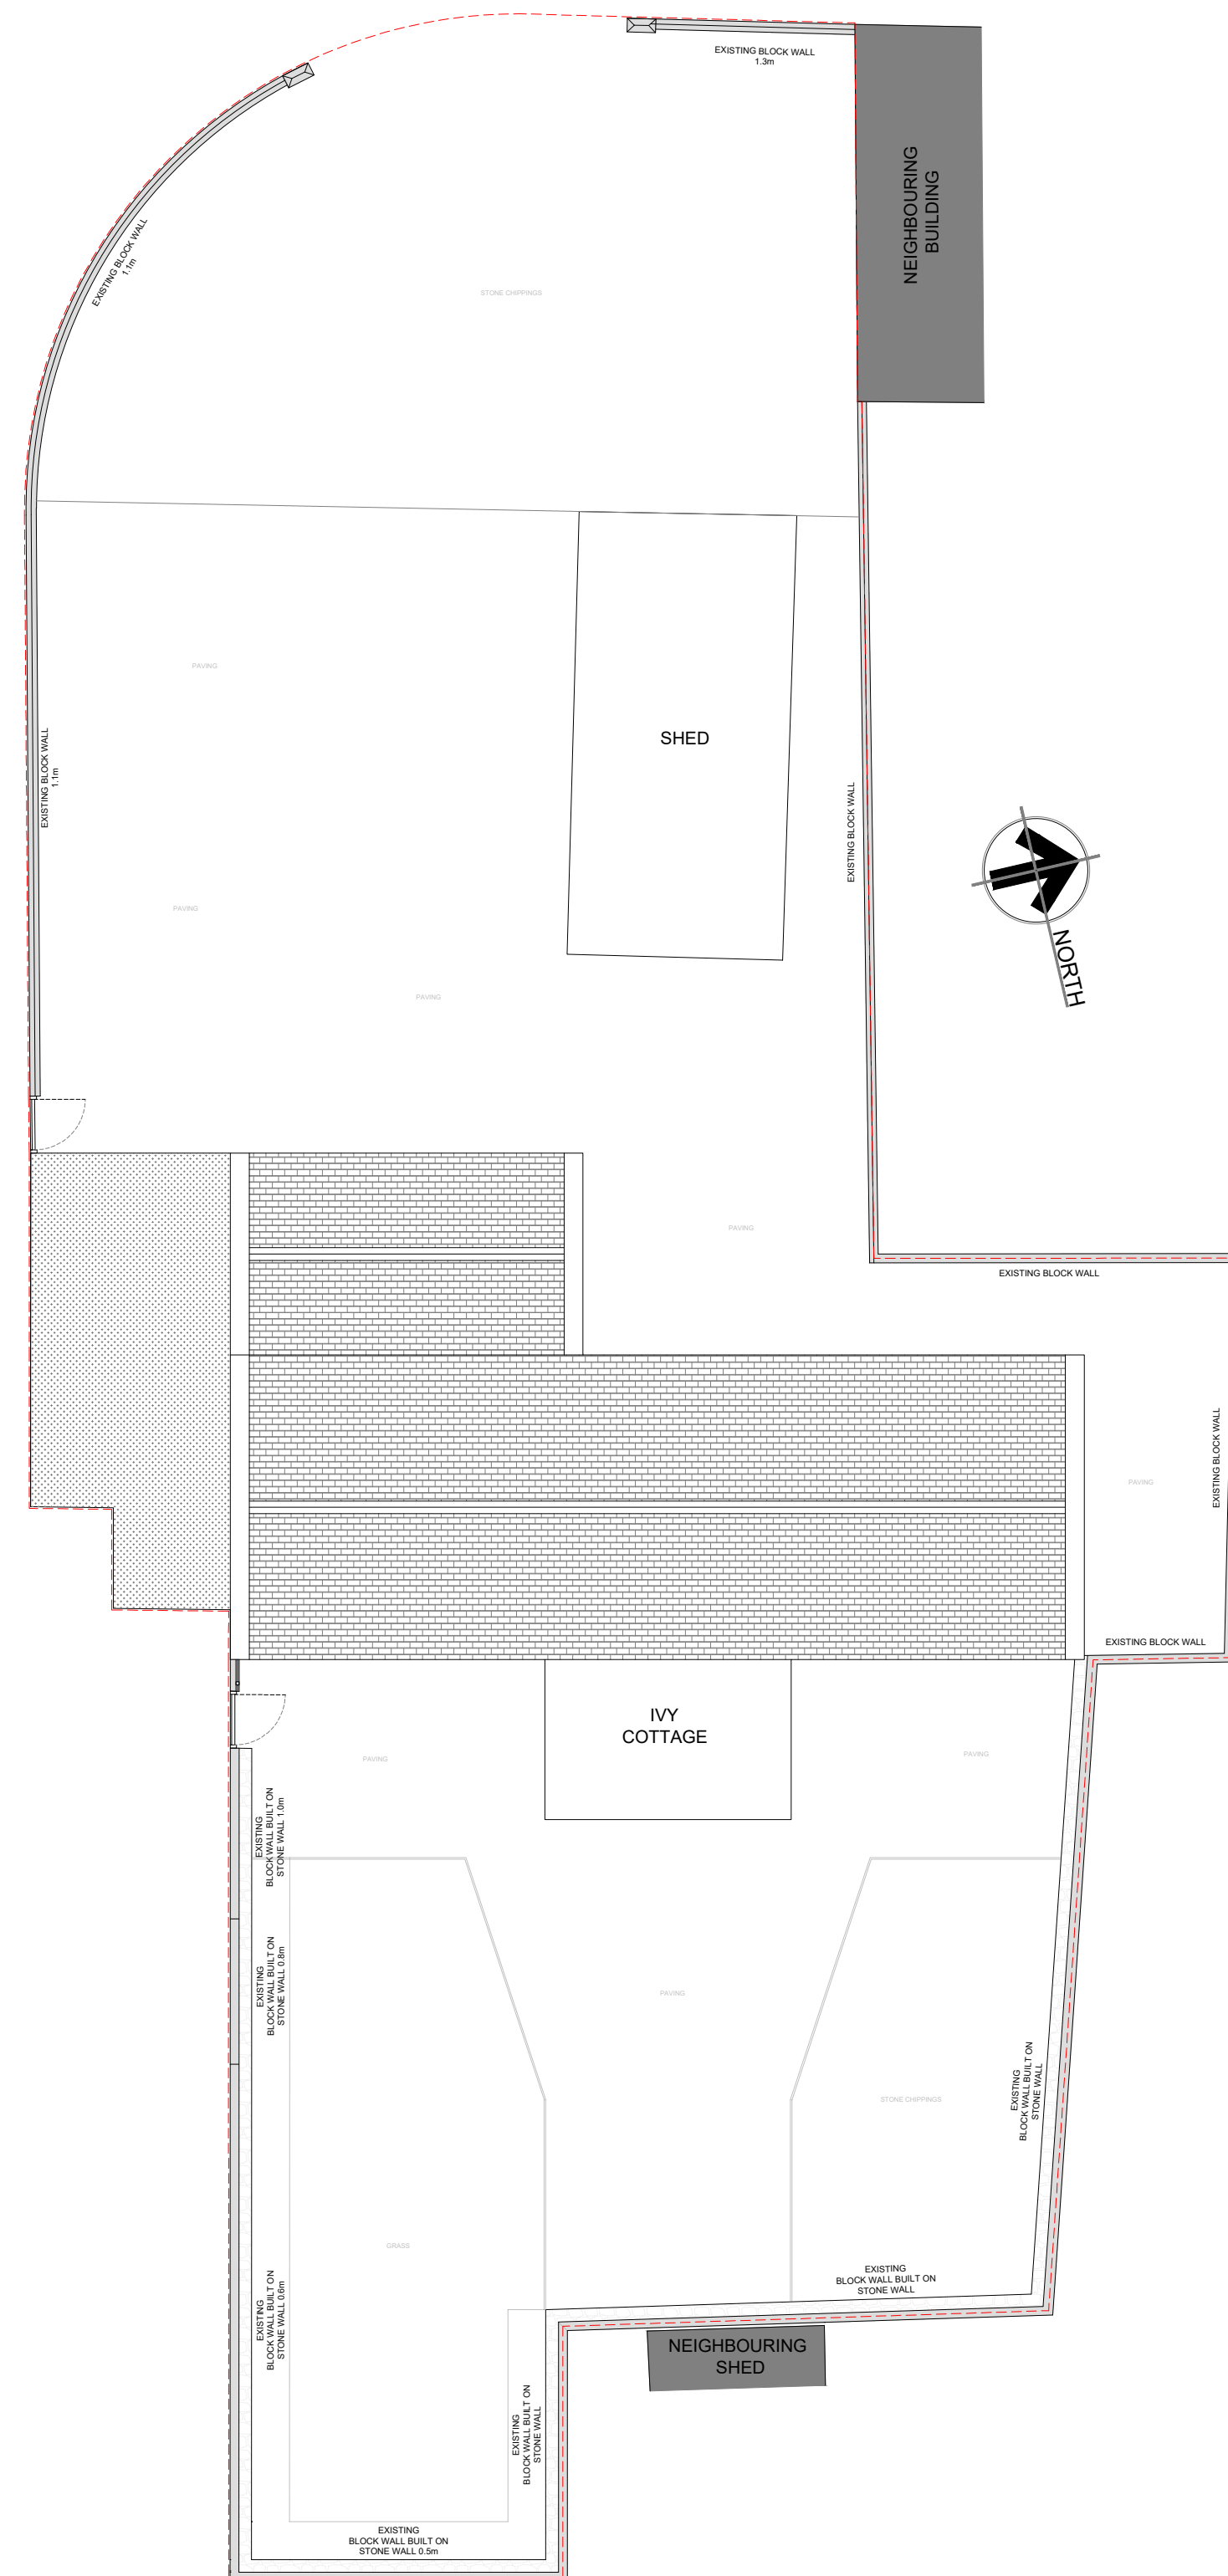 EXISTING BLOCK WALL
1.3m
NEIGHBOURING
BUILDING
EXISTING BLOCK WALL
1.1m
STONE CHIPPINGS
PAVING
SHED
EXISTING BLOCK WALL
1.1m
EXISTING BLOCK WALL
PAVING
NORTH
PAVING
PAVING
EXISTING BLOCK WALL
EXISTING BLOCK WALL
PAVING
EXISTING BLOCK WALL
IVY
COTTAGE
PAVING
PAVING
EXISTING
BLOCK WALL BUILT ON
STONE WALL 1.0m
EXISTING
BLOCK WALL BUILT ON
STONE WALL 0.8m
PAVING
EXISTING
BLOCK WALL BUILT ON
STONE WALL
STONE CHIPPINGS
GRASS
EXISTING
BLOCK WALL BUILT ON
STONE WALL 0.6m
EXISTING
BLOCK WALL BUILT ON
STONE WALL
NEIGHBOURING
SHED
EXISTING
BLOCK WALL BUILT ON
STONE WALL
EXISTING
BLOCK WALL BUILT ON
STONE WALL 0.5m